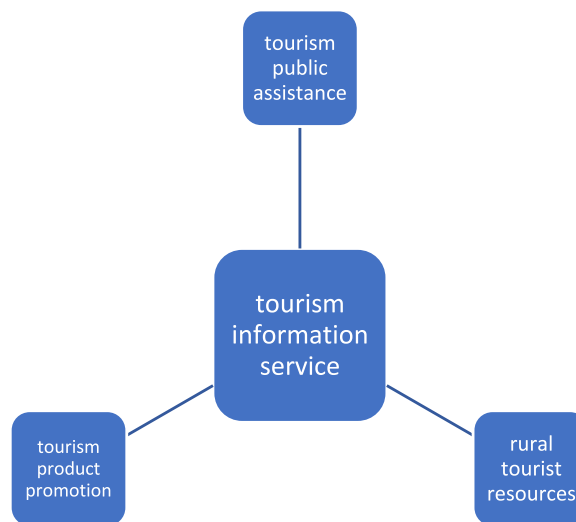 tourism
public
assistance
tourism
information
service
tourism
product
promotion
rural
tourist
resources